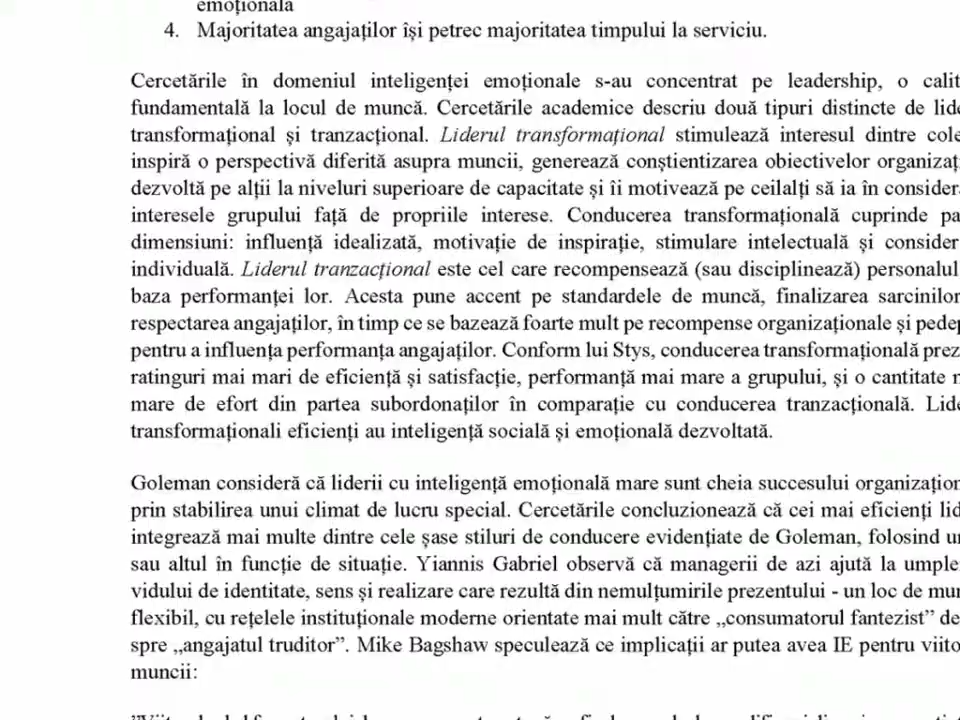 emoțională
4. Majoritatea angajaților își petrec majoritatea timpului la serviciu.
Cercetările în domeniul inteligenței emoționale s-au concentrat pe leadership, o calit
fundamentală la locul de muncă. Cercetările academice descriu două tipuri distincte de lide
transformațional și tranzacțional. Liderul transformațional stimulează interesul dintre cole
inspiră o perspectivă diferită asupra muncii, generează conștientizarea obiectivelor organizați
dezvoltă pe alții la niveluri superioare de capacitate și îi motivează pe ceilalți să ia în consider
interesele grupului față de propriile interese. Conducerea transformațională cuprinde pa
dimensiuni: influență idealizată, motivație de inspirație, stimulare intelectuală și consider
individuală. Liderul tranzacțional este cel care recompensează (sau disciplinează) personalul
baza performanței lor. Acesta pune accent pe standardele de muncă, finalizarea sarcinilor
respectarea angajaților, în timp ce se bazează foarte mult pe recompense organizaționale și pedep
pentru a influența performanța angajaților. Conform lui Stys, conducerea transformațională prez
ratinguri mai mari de eficiență și satisfacție, performanță mai mare a grupului, și o cantitate m
mare de efort din partea subordonaților în comparație cu conducerea tranzacțională. Lide
transformaționali eficienți au inteligență socială și emoțională dezvoltată.
Goleman consideră că liderii cu inteligență emoțională mare sunt cheia succesului organizațion
prin stabilirea unui climat de lucru special. Cercetările concluzionează că cei mai eficienți lid
integrează mai multe dintre cele șase stiluri de conducere evidențiate de Goleman, folosind un
sau altul în funcție de situație. Yiannis Gabriel observă că managerii de azi ajută la umple
vidului de identitate, sens și realizare care rezultă din nemulțumirile prezentului - un loc de mun
flexibil, cu rețelele instituționale moderne orientate mai mult către „consumatorul fantezist” de
spre „angajatul truditor”. Mike Bagshaw speculează ce implicații ar putea avea IE pentru viito
muncii: